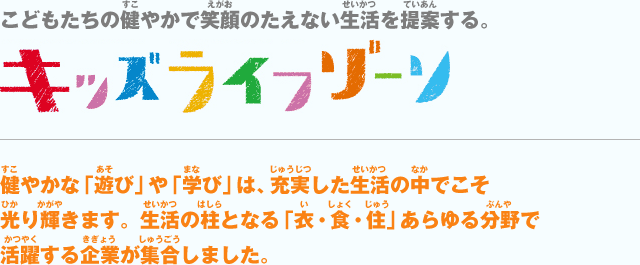 こどもたちの健やかで笑顔のたえない生活を提案する。
キッズライフゾーン
健やかな「遊び」や「学び」は、充実した生活の中でこそ
光り輝きます。生活の柱となる「衣・食・住」あらゆる分野で
活躍する企業が集合しました。